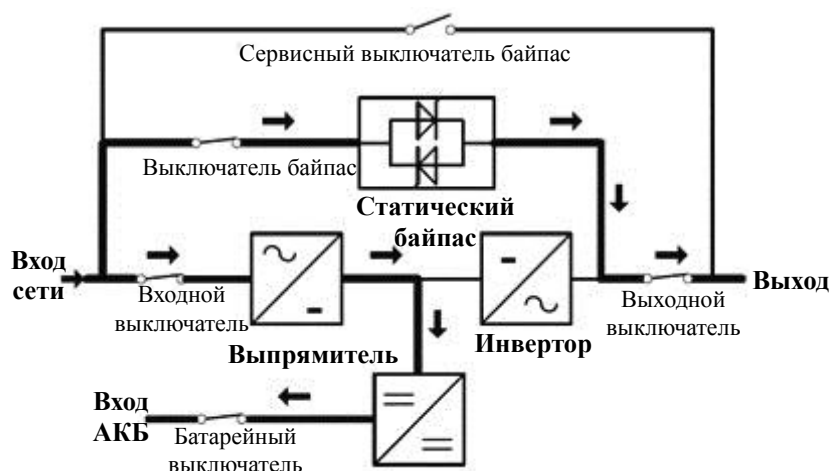 Сервисный выключатель байпас
Выключатель байпас
Статический
байпас
Вход
сети
Входной
выключатель
Выпрямитель
Инвертор
Выходной
выключатель
Выход
Вход
АКБ
Батарейный
выключатель